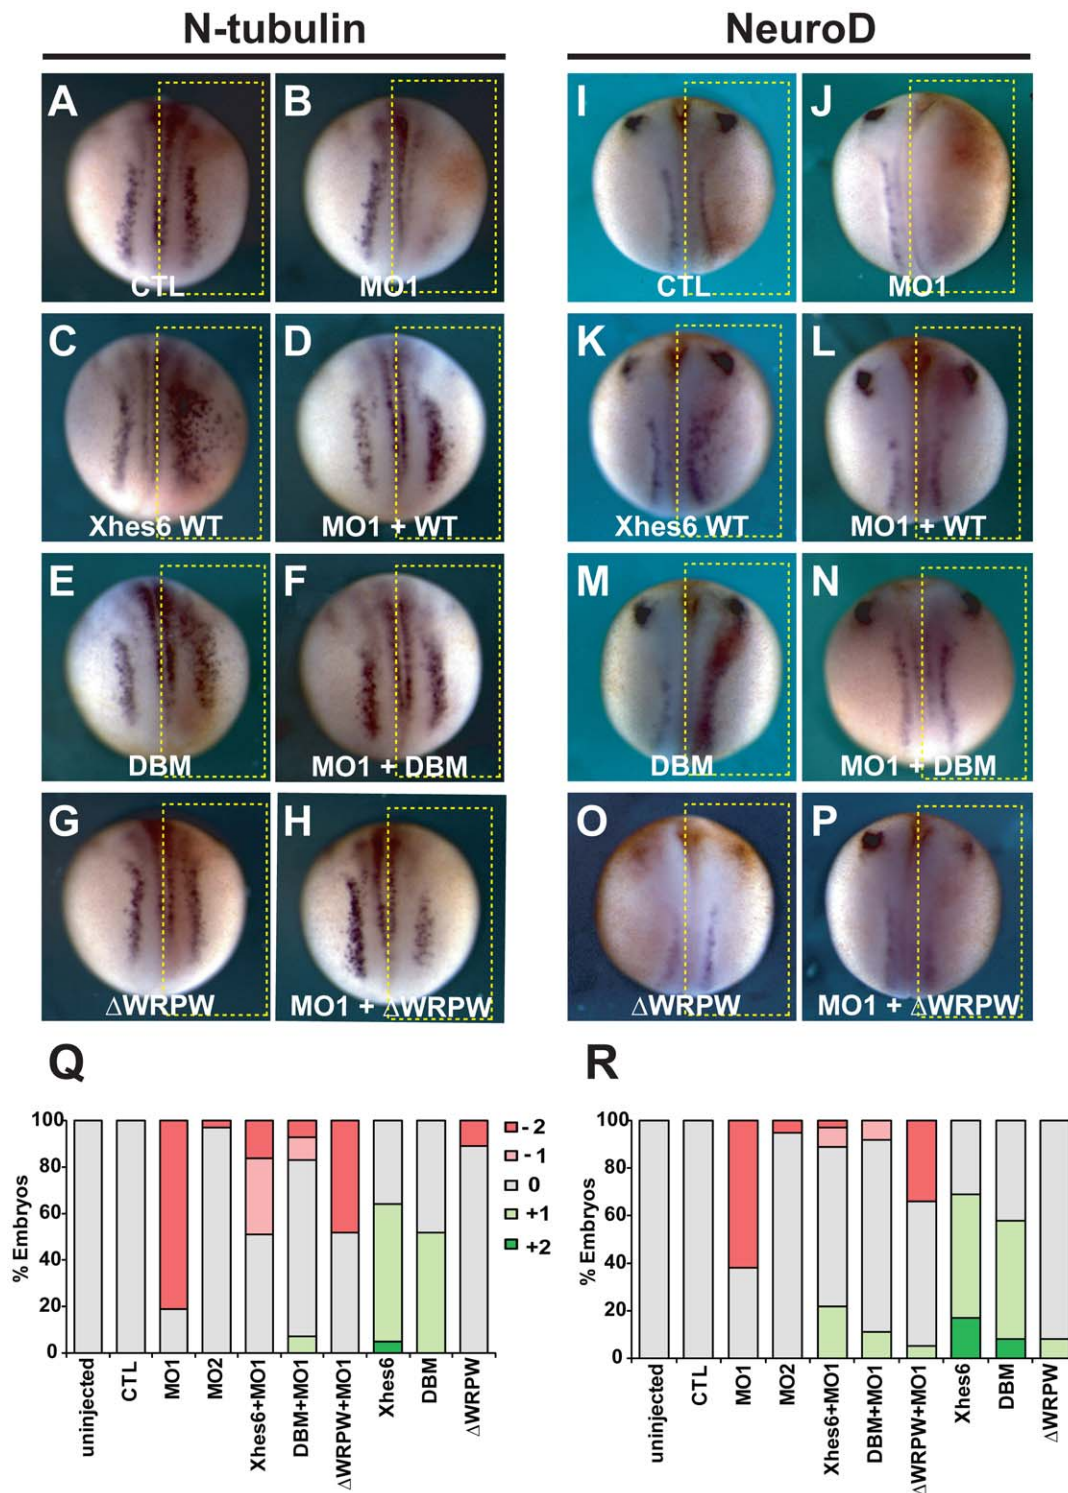 N-tubulin
NeuroD
A
CTL
B
MO1
I
CTL
J
MO1
C
Xhes6 WT
D
MO1 + WT
K
Xhes6 WT
L
MO1 + WT
E
DBM
F
MO1 + DBM
M
DBM
N
MO1 + DBM
G
ΔWRPW
H
MO1 + ΔWRPW
O
ΔWRPW
P
MO1 + ΔWRPW
Q
% Embryos
100
80
60
40
20
0
uninjected
CTL
MO1
MO2
Xhes6+MO1
DBM+MO1
ΔWRPW+MO1
Xhes6
DBM
ΔWRPW
- 2
- 1
0
+1
+2
R
% Embryos
100
80
60
40
20
0
uninjected
CTL
MO1
MO2
Xhes6+MO1
DBM+MO1
ΔWRPW+MO1
Xhes6
DBM
ΔWRPW